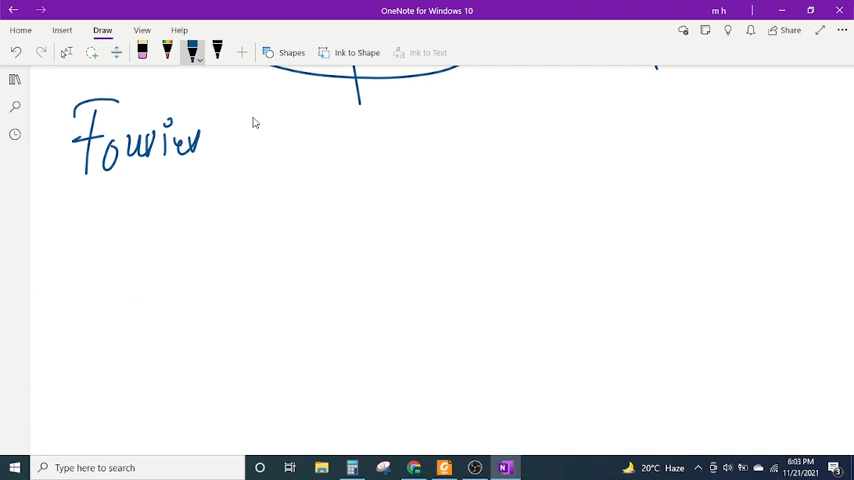 OneNote for Windows 10
m h
Home
Insert
Draw
View
Help
Share
Shapes
Ink to Shape
Ink to Text
Fourier
Type here to search
20°C Haze
6:03 PM
11/21/2021
3